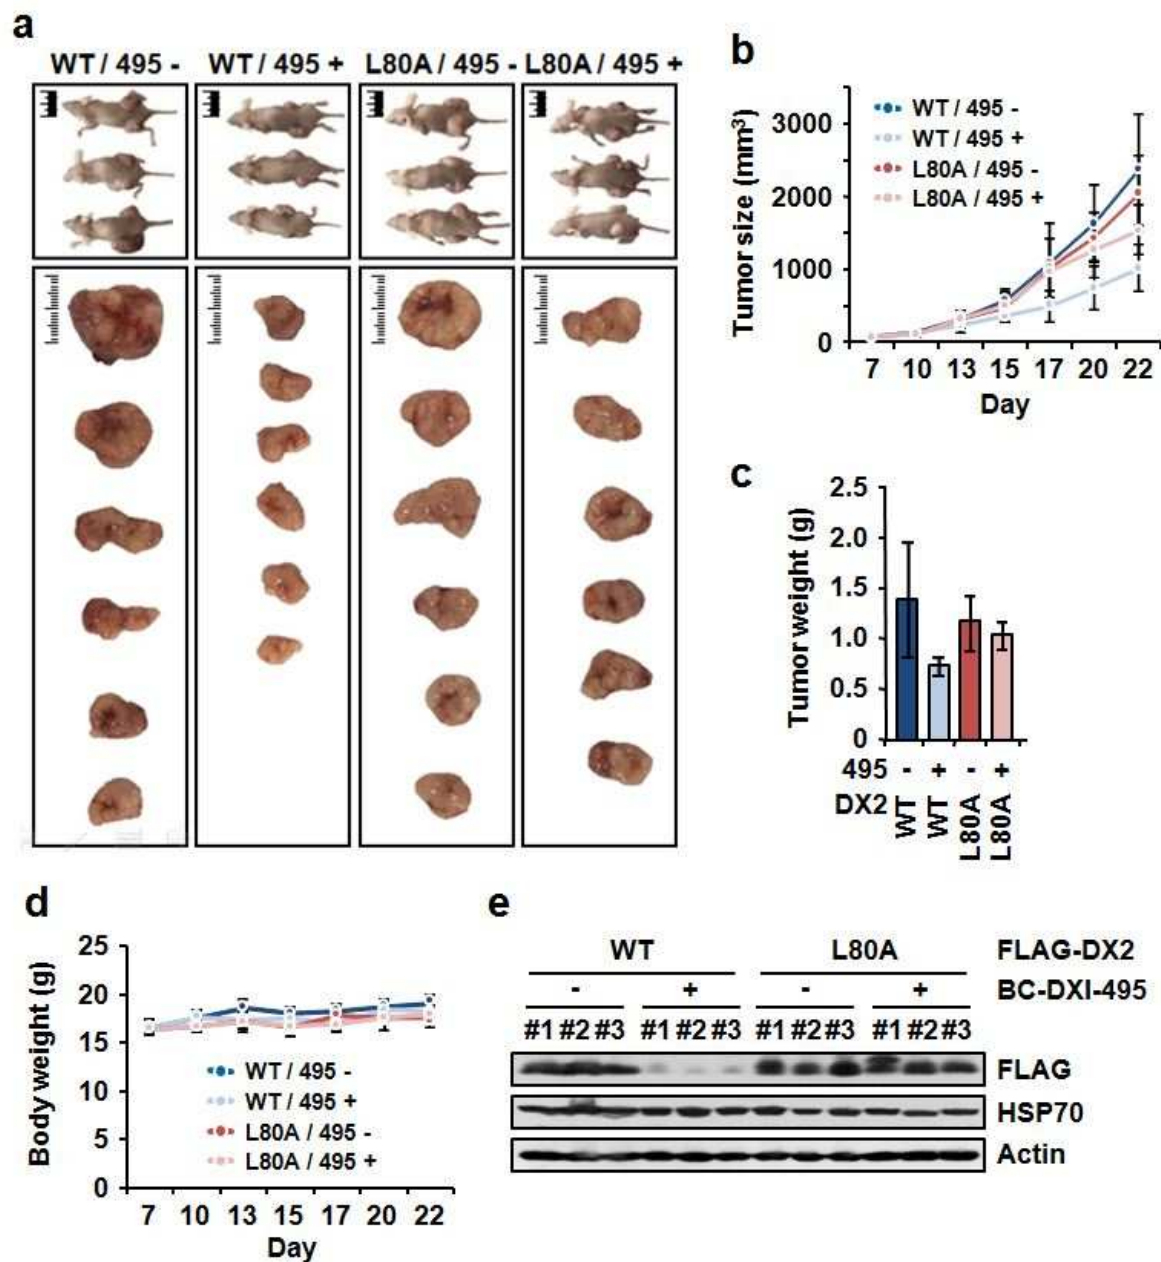 a
WT / 495 - WT / 495 + L80A / 495 - L80A / 495 +
b
WT / 495 -
WT / 495 +
L80A / 495 -
L80A / 495 +
3000
2000
1000
0
Tumor size (mm³)
7 10 13 15 17 20 22
Day
c
2.5
2.0
1.5
1.0
0.5
0
Tumor weight (g)
495 - + - +
DX2 WT WT L80A L80A
d
25
20
15
10
5
0
Body weight (g)
WT / 495 -
WT / 495 +
L80A / 495 -
L80A / 495 +
7 10 13 15 17 20 22
Day
e
WT L80A FLAG-DX2
- + - + BC-DXI-495
#1 #2 #3 #1 #2 #3 #1 #2 #3 #1 #2 #3
FLAG
HSP70
Actin